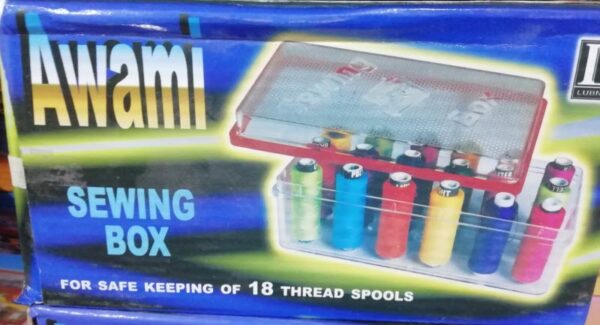 Awami
SEWING
BOX
FOR SAFE KEEPING OF 18 THREAD SPOOLS